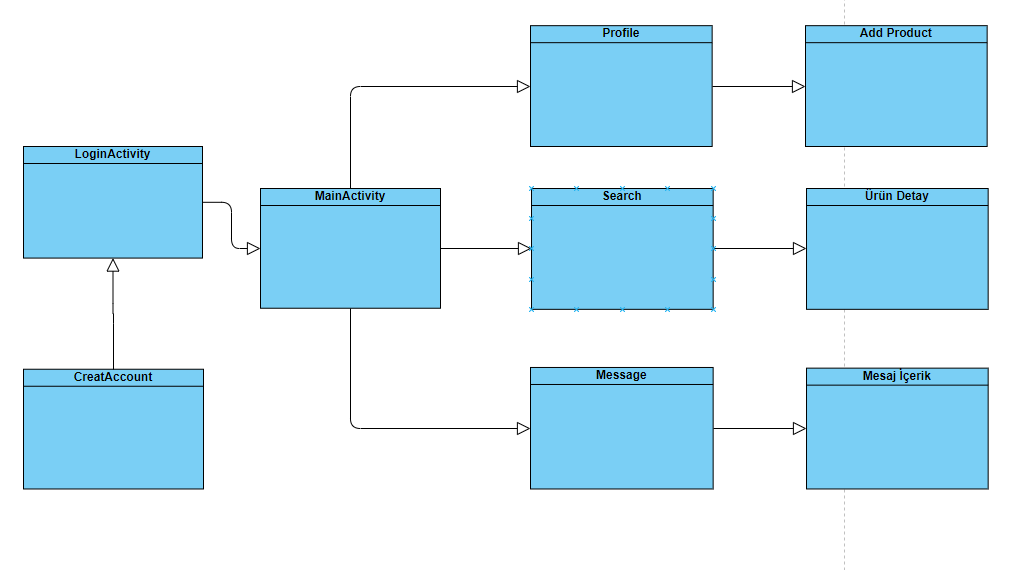 Profile
Add Product
LoginActivity
MainActivity
Search
Ürün Detay
CreatAccount
Message
Mesaj İçerik